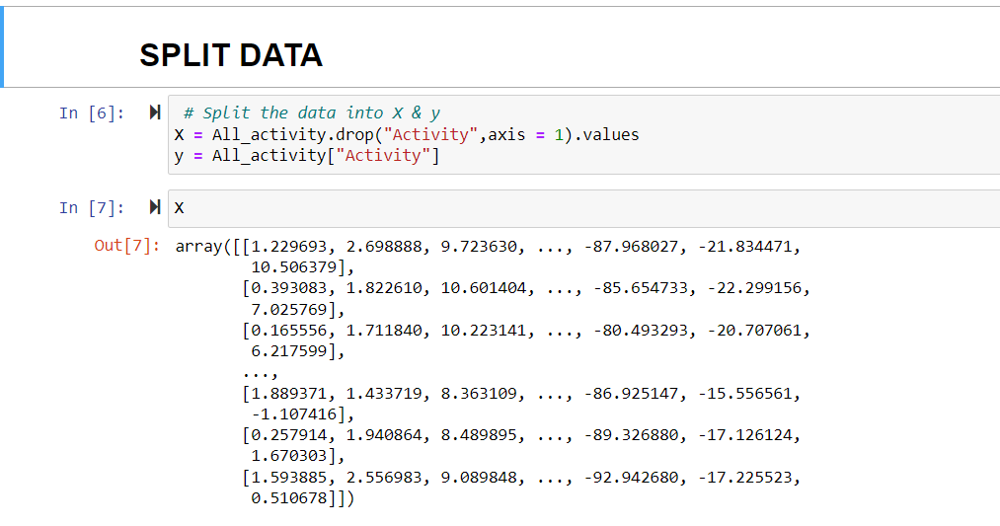 SPLIT DATA
In [6]: # Split the data into X & y
X = All_activity.drop("Activity",axis = 1).values
y = All_activity["Activity"]
In [7]: X
Out[7]: array([[1.229693, 2.698888, 9.723630, ..., -87.968027, -21.834471,
10.506379],
[0.393083, 1.822610, 10.601404, ..., -85.654733, -22.299156,
7.025769],
[0.165556, 1.711840, 10.223141, ..., -80.493293, -20.707061,
6.217599],
...,
[1.889371, 1.433719, 8.363109, ..., -86.925147, -15.556561,
-1.107416],
[0.257914, 1.940864, 8.489895, ..., -89.326880, -17.126124,
1.670303],
[1.593885, 2.556983, 9.089848, ..., -92.942680, -17.225523,
0.510678]])